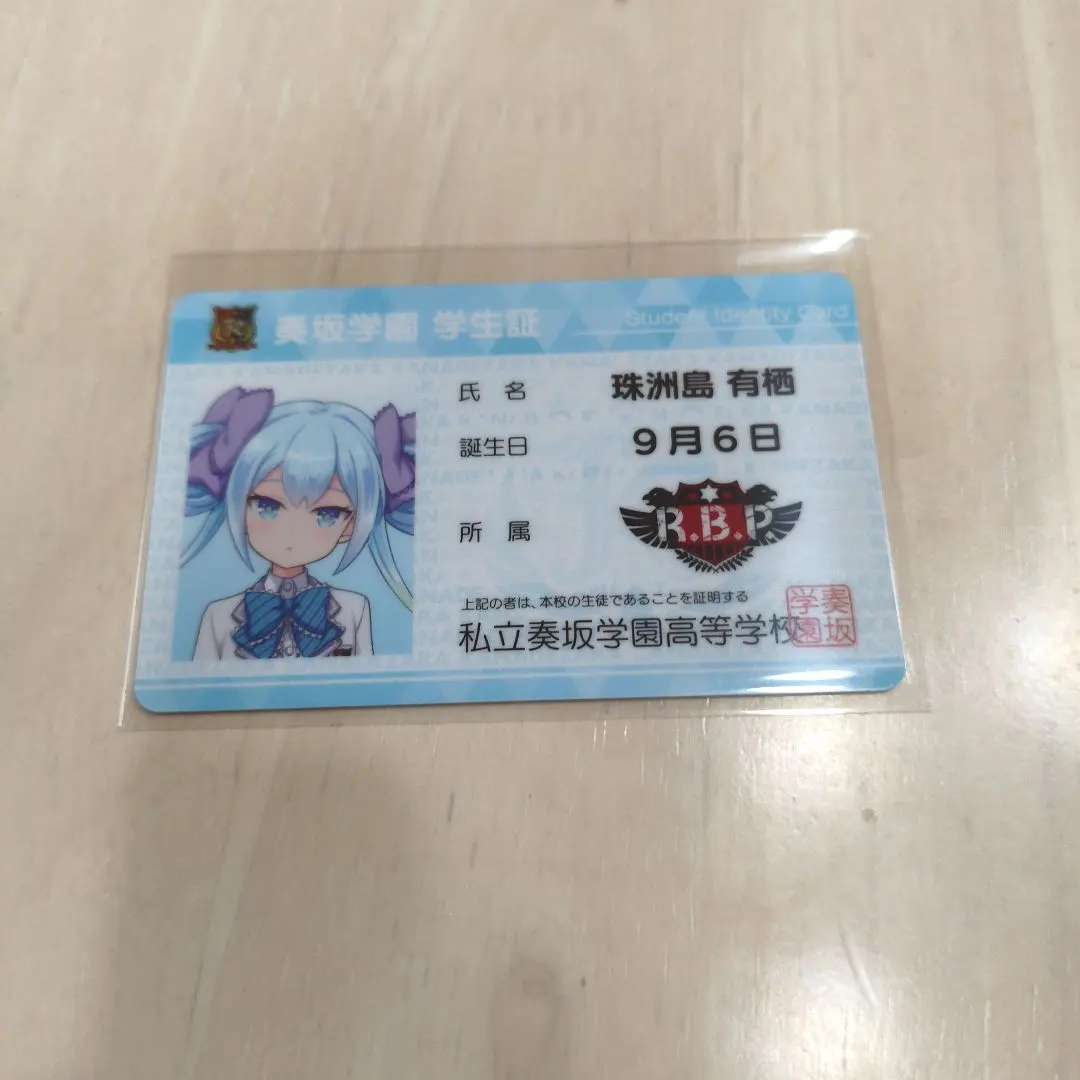 奏坂学園 学生証
Student Identity Card
氏名 珠洲島 有栖
誕生日 9月6日
所属 R.B.P
上記の者は、本校の生徒であることを証明する
私立奏坂学園高等学校
奏坂学園